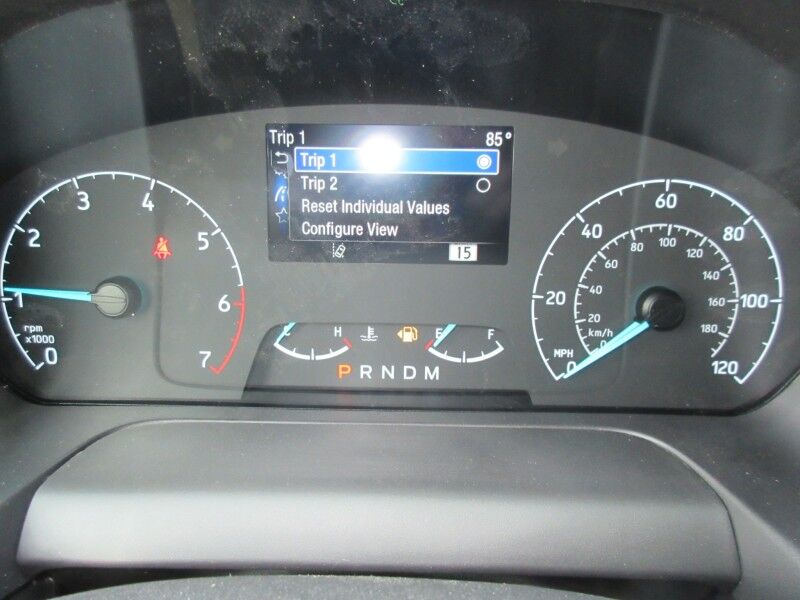 Trip 1 85°
Trip 1
Trip 2
Reset Individual Values
Configure View
15
0 1 2 3 4 5 6 7
rpm
x1000
C H
E F
P R N D M
0 20 40 60 80 100 120
MPH
0 20 40 60 80 100 120 140 160 180
km/h